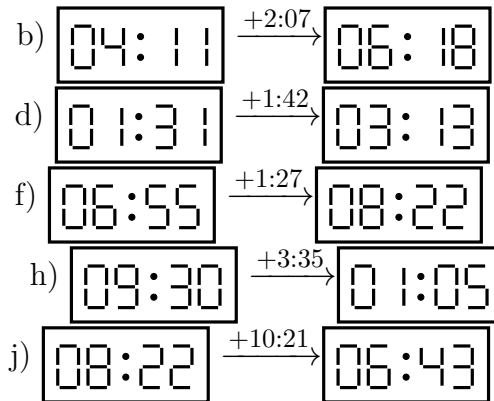 b) 04:11 +2:07 06:18
d) 01:31 +1:42 03:13
f) 06:55 +1:27 08:22
h) 09:30 +3:35 01:05
j) 08:22 +10:21 06:43